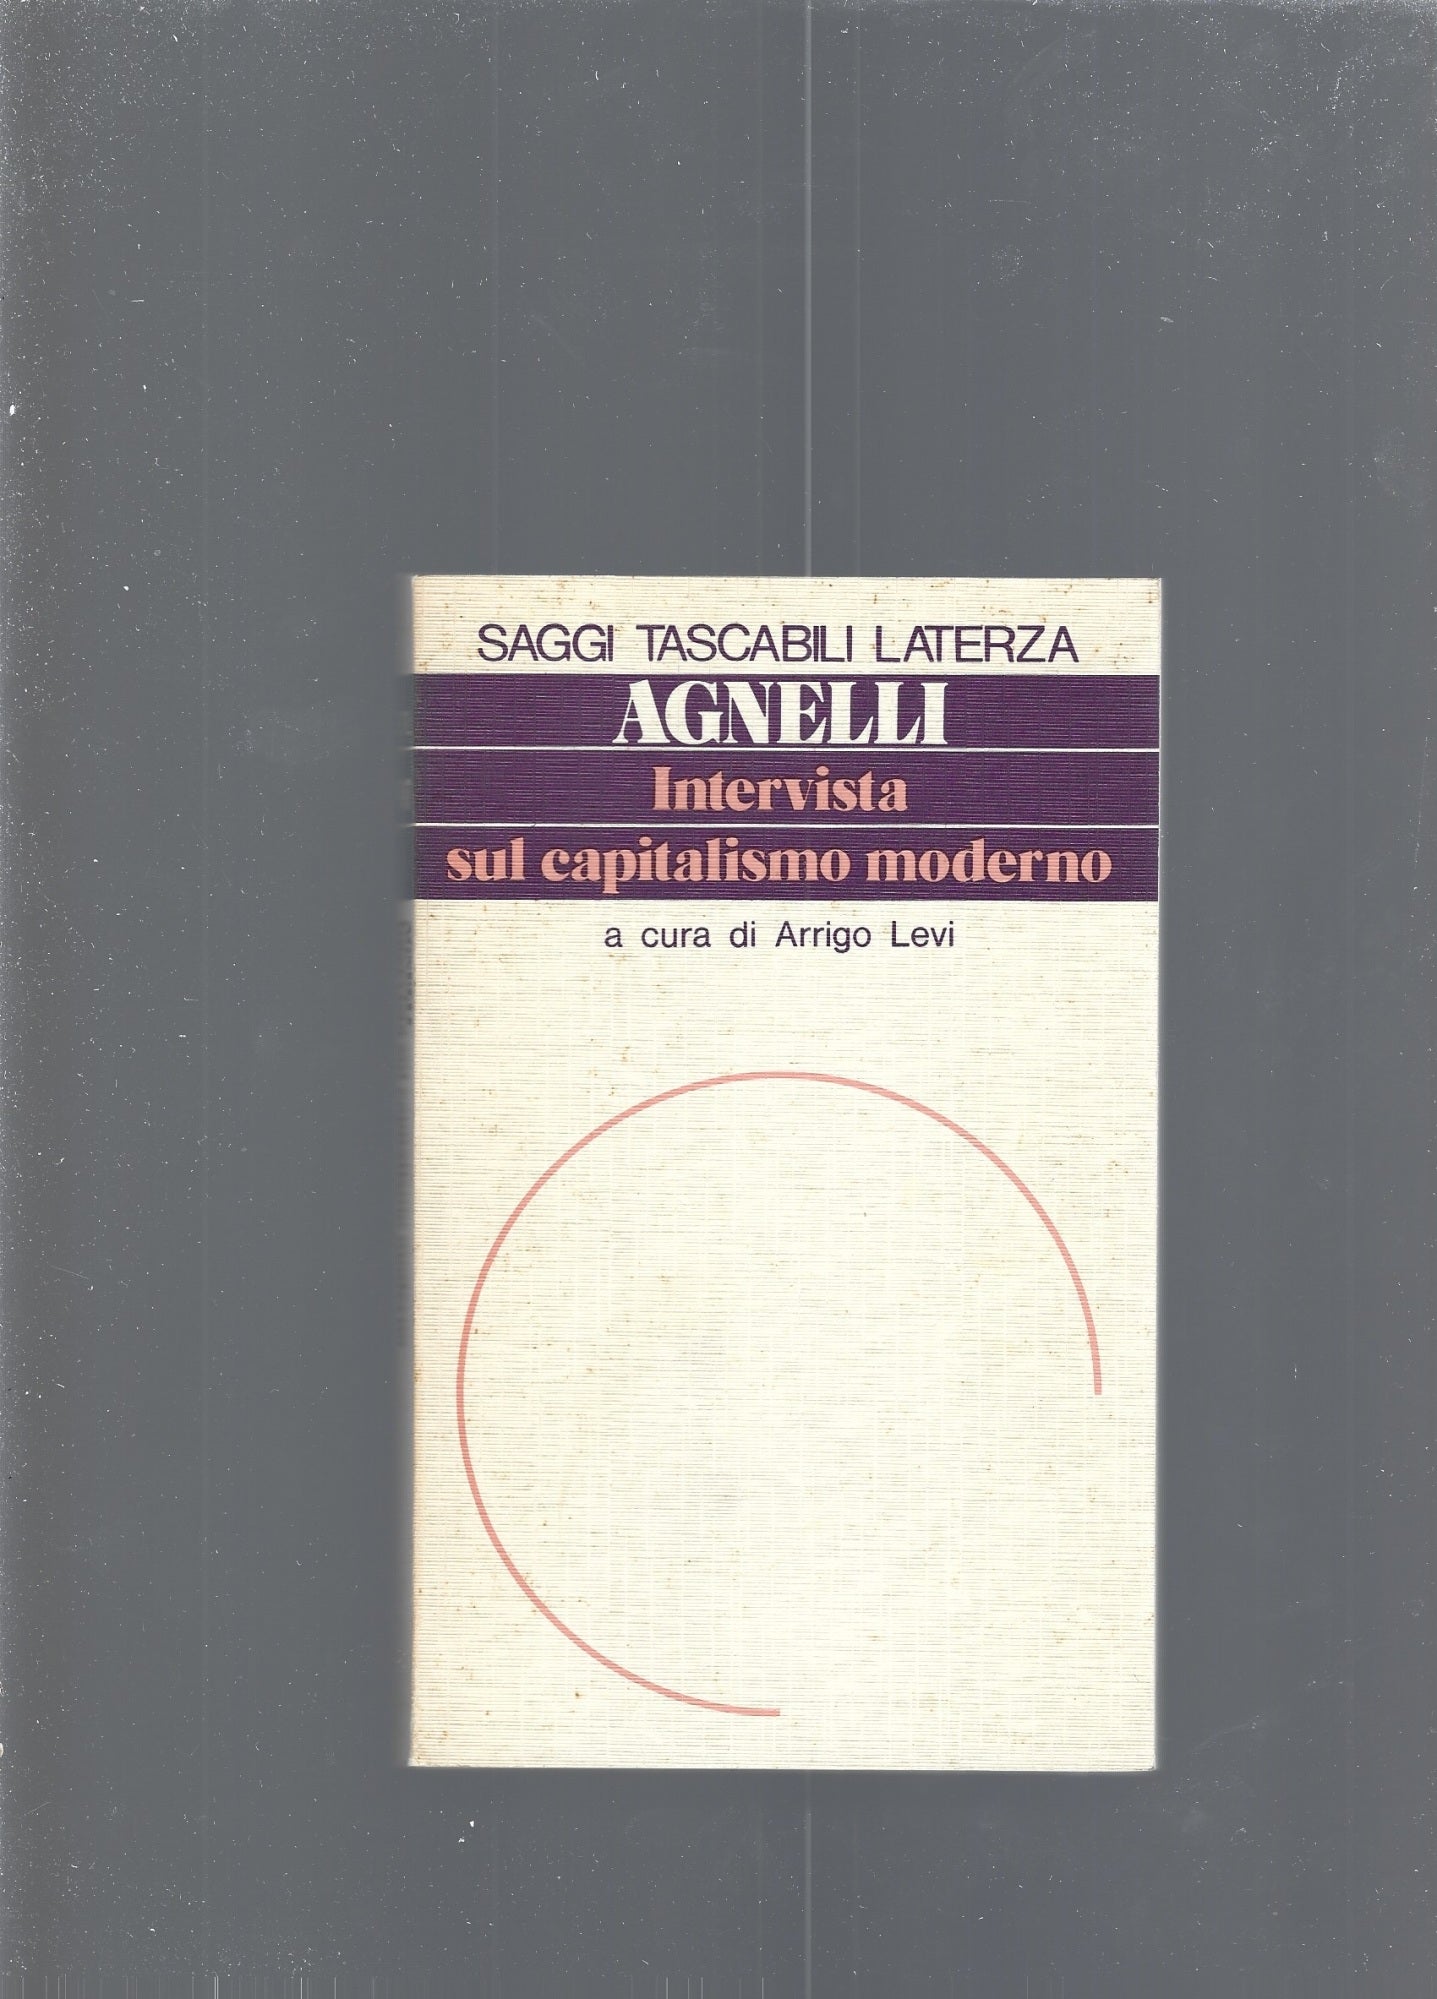 SAGGI TASCABILI LATERZA
AGNELLI
Intervista
sul capitalismo moderno
a cura di Arrigo Levi